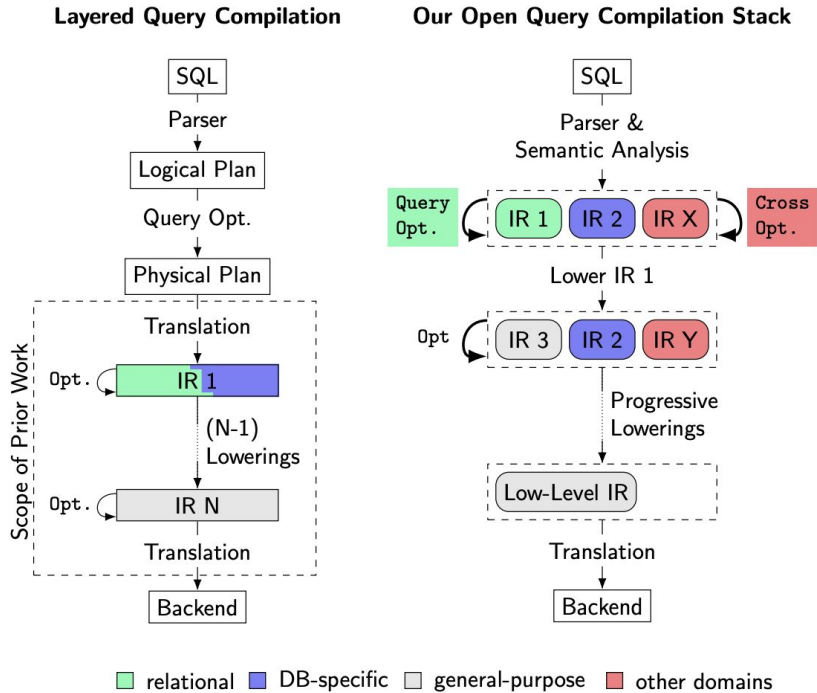 Layered Query Compilation
SQL
Parser
Logical Plan
Query Opt.
Physical Plan
Scope of Prior Work
Translation
Opt.
IR 1
(N-1)
Lowerings
Opt.
IR N
Translation
Backend
Our Open Query Compilation Stack
SQL
Parser &
Semantic Analysis
Query
Opt.
IR 1
IR 2
IR X
Cross
Opt.
Lower IR 1
Opt
IR 3
IR 2
IR Y
Progressive
Lowerings
Low-Level IR
Translation
Backend
relational
DB-specific
general-purpose
other domains